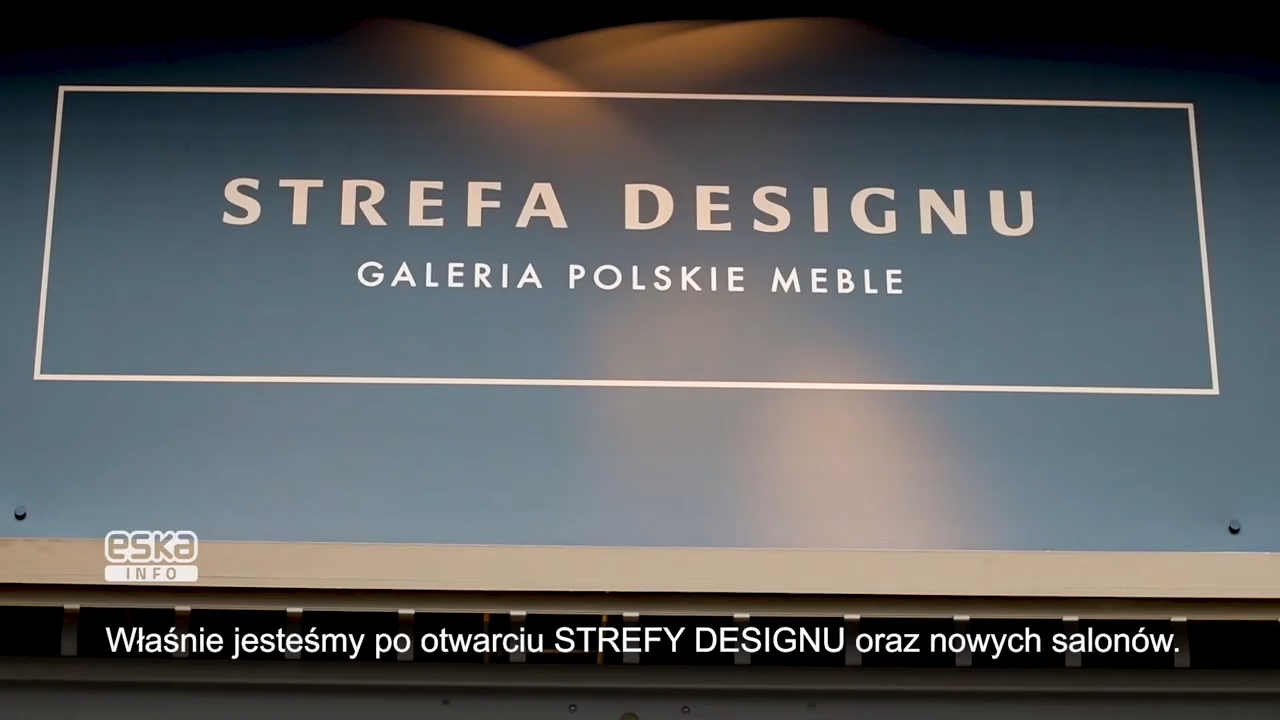 STREFA DESIGNU
GALERIA POLSKIE MEBLE
eska
INFO
Właśnie jesteśmy po otwarciu STREFY DESIGNU oraz nowych salonów.